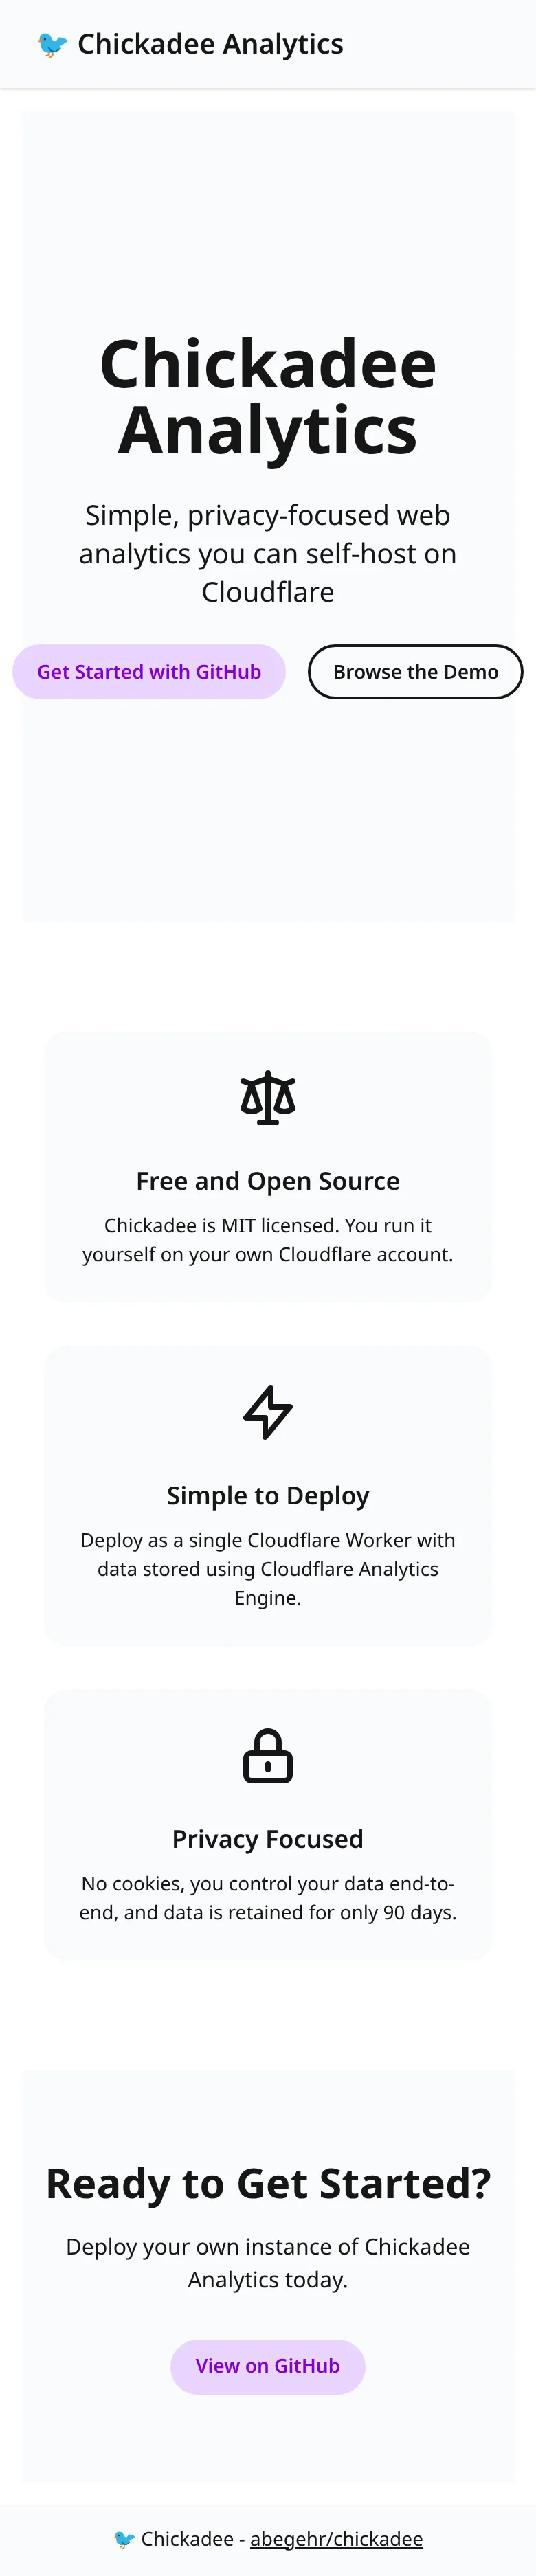 🐦 Chickadee Analytics
Chickadee
Analytics
Simple, privacy-focused web
analytics you can self-host on
Cloudflare
Get Started with GitHub
Browse the Demo
Free and Open Source
Chickadee is MIT licensed. You run it
yourself on your own Cloudflare account.
Simple to Deploy
Deploy as a single Cloudflare Worker with
data stored using Cloudflare Analytics
Engine.
Privacy Focused
No cookies, you control your data end-to-
end, and data is retained for only 90 days.
Ready to Get Started?
Deploy your own instance of Chickadee
Analytics today.
View on GitHub
🐦 Chickadee - abegehr/chickadee